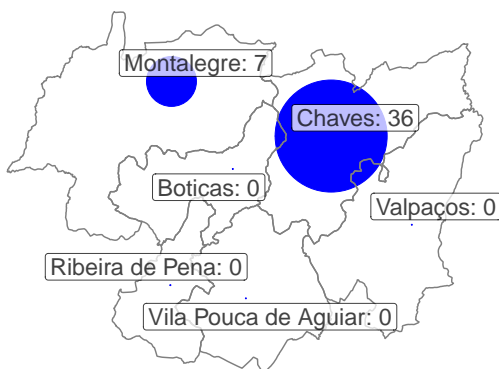 Montalegre: 7
Chaves: 36
Boticas: 0
Valpaços: 0
Ribeira de Pena: 0
Vila Pouca de Aguiar: 0